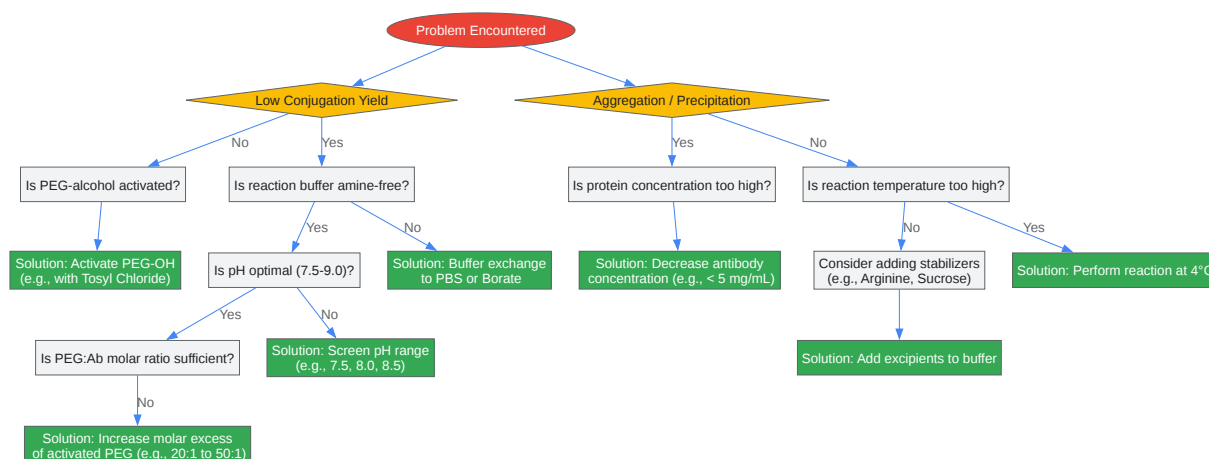 Problem Encountered
Low Conjugation Yield
Aggregation / Precipitation
No
Yes
Yes
No
Is PEG-alcohol activated?
Is reaction buffer amine-free?
Is protein concentration too high?
Is reaction temperature too high?
Yes
No
No
Yes
Solution: Activate PEG-OH
(e.g., with Tosyl Chloride)
Is pH optimal (7.5-9.0)?
Solution: Buffer exchange
to PBS or Borate
Solution: Decrease antibody
concentration (e.g., < 5 mg/mL)
Consider adding stabilizers
(e.g., Arginine, Sucrose)
Solution: Perform reaction at 4°C
Yes
No
Is PEG:Ab molar ratio sufficient?
Solution: Screen pH range
(e.g., 7.5, 8.0, 8.5)
Solution: Add excipients to buffer
No
Solution: Increase molar excess
of activated PEG (e.g., 20:1 to 50:1)